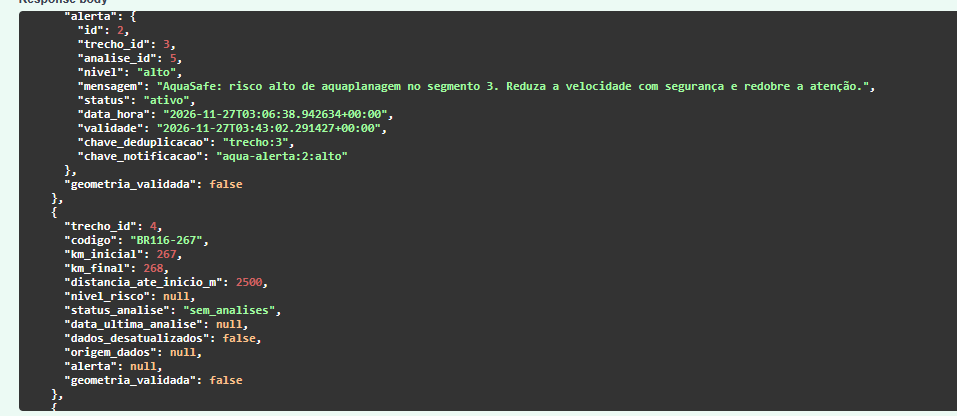 Response body
"alerta": {
"id": 2,
"trecho_id": 3,
"analise_id": 5,
"nivel": "alto",
"mensagem": "AquaSafe: risco alto de aquaplanagem no segmento 3. Reduza a velocidade com segurança e redobre a atenção.",
"status": "ativo",
"data_hora": "2026-11-27T03:06:38.942634+00:00",
"validade": "2026-11-27T03:43:02.291427+00:00",
"chave_deduplicacao": "trecho:3",
"chave_notificacao": "aqua-alerta:2:alto"
},
"geometria_validada": false
},
{
"trecho_id": 4,
"codigo": "BR116-267",
"km_inicial": 267,
"km_final": 268,
"distancia_ate_inicio_m": 2500,
"nivel_risco": null,
"status_analise": "sem_analises",
"data_ultima_analise": null,
"dados_desatualizados": false,
"origem_dados": null,
"alerta": null,
"geometria_validada": false
},
{